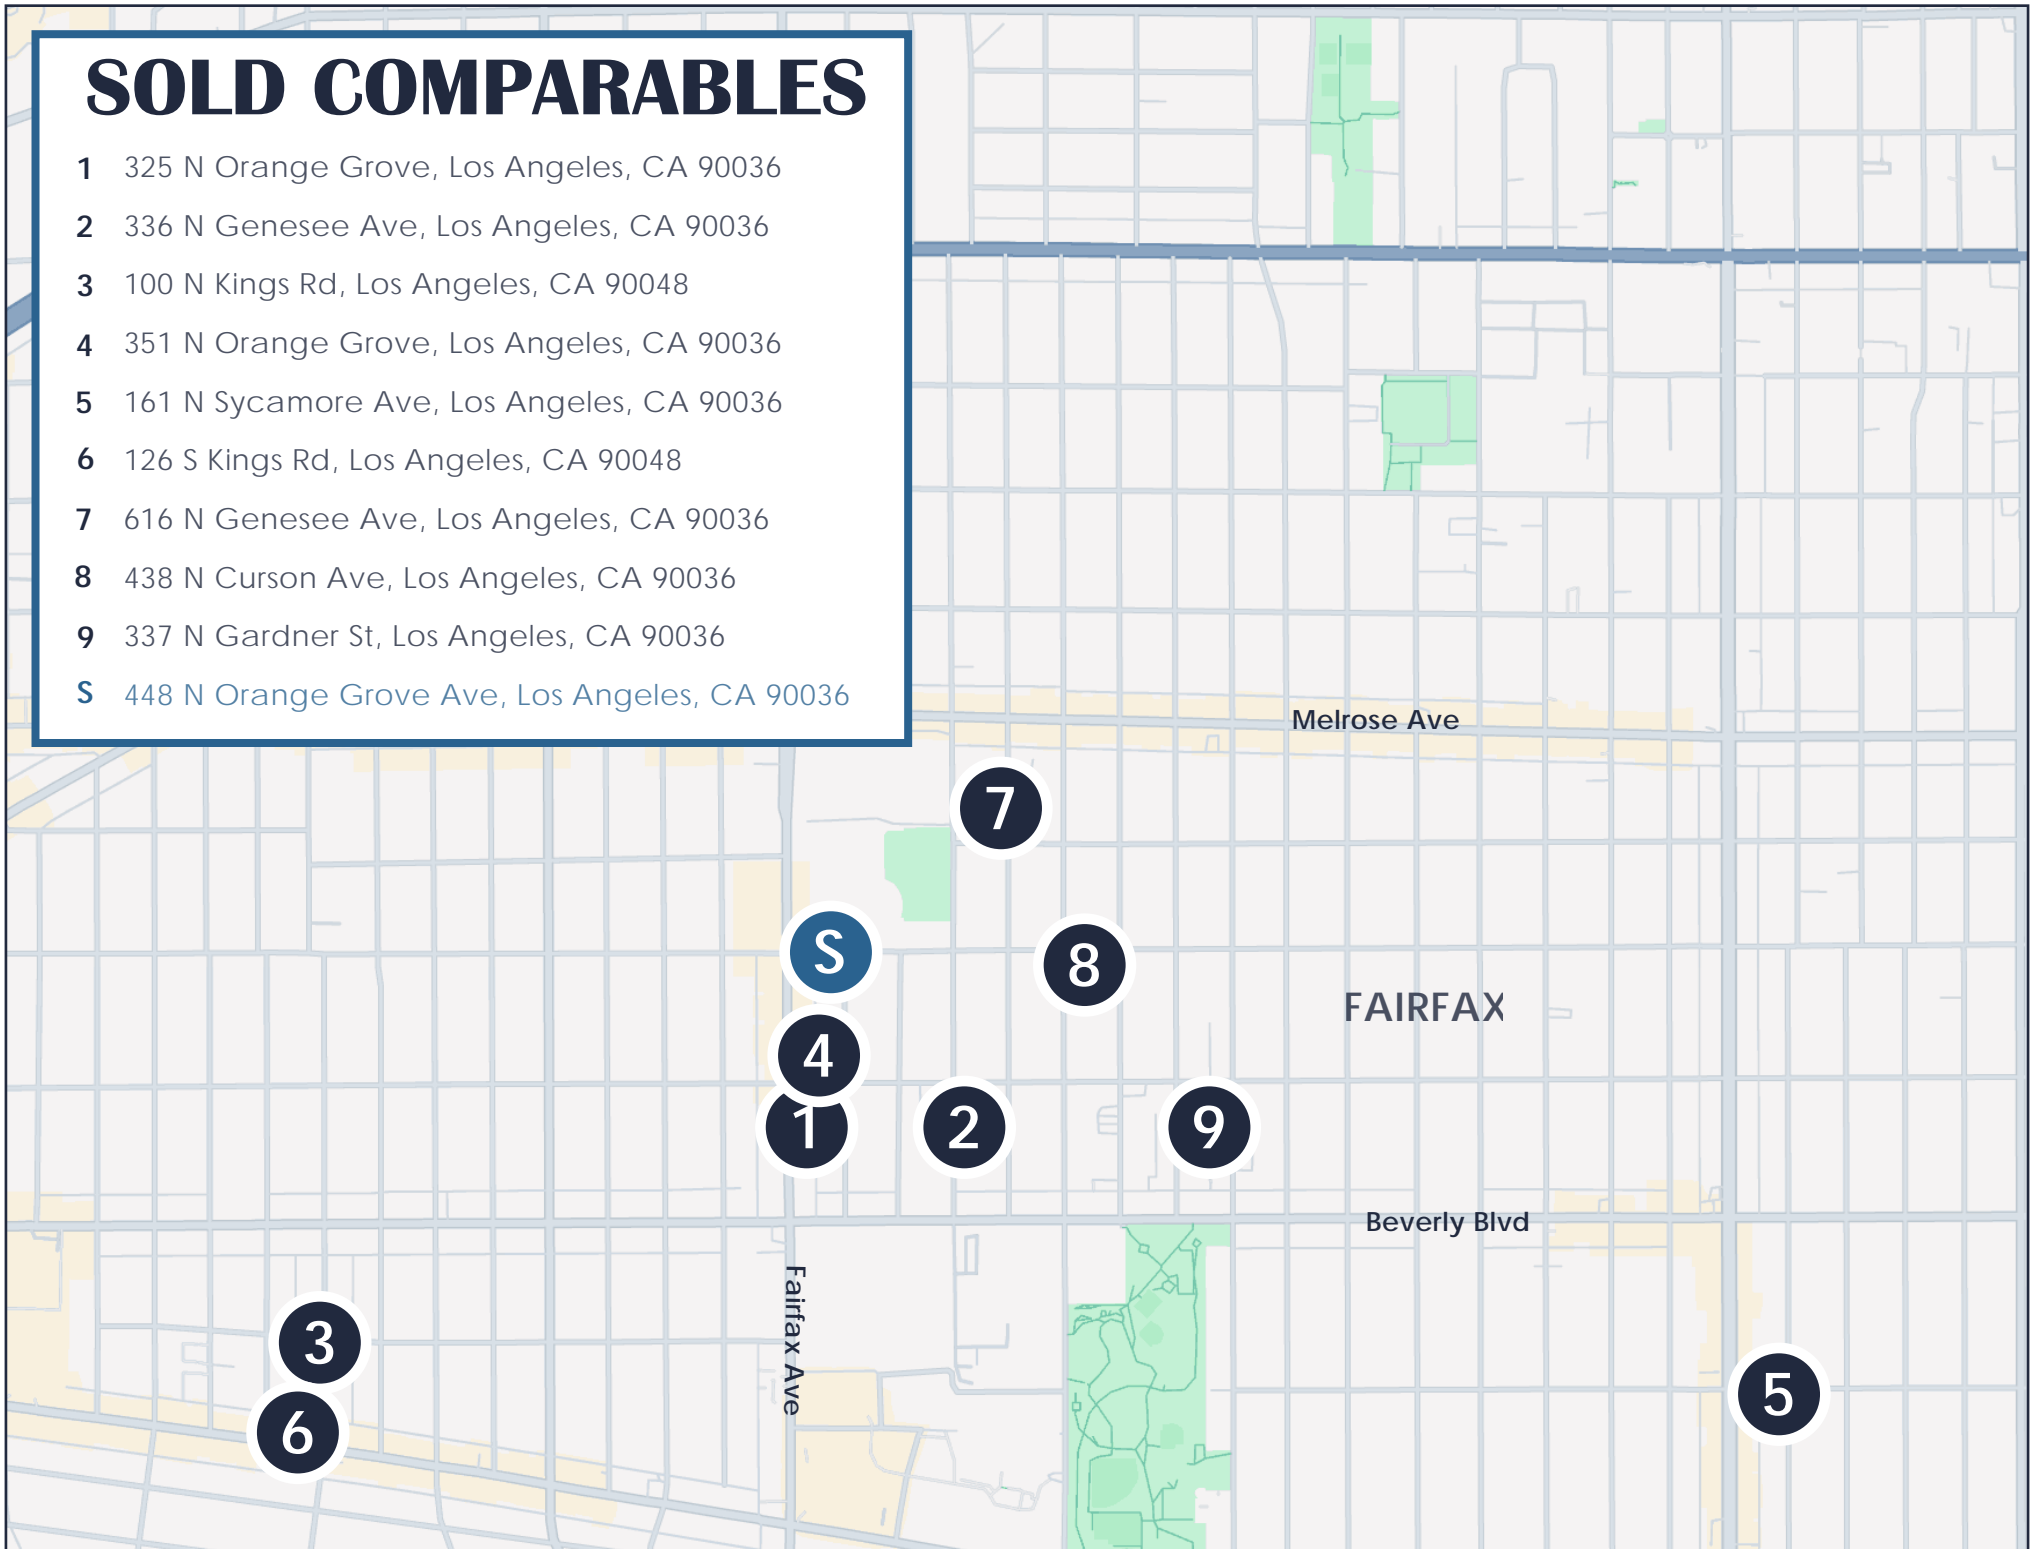 SOLD COMPARABLES
1 325 N Orange Grove, Los Angeles, CA 90036
2 336 N Genesee Ave, Los Angeles, CA 90036
3 100 N Kings Rd, Los Angeles, CA 90048
4 351 N Orange Grove, Los Angeles, CA 90036
5 161 N Sycamore Ave, Los Angeles, CA 90036
6 126 S Kings Rd, Los Angeles, CA 90048
7 616 N Genesee Ave, Los Angeles, CA 90036
8 438 N Curson Ave, Los Angeles, CA 90036
9 337 N Gardner St, Los Angeles, CA 90036
S 448 N Orange Grove Ave, Los Angeles, CA 90036
Melrose Ave
7
S
8
FAIRFAX
4
1
2
9
Beverly Blvd
Fairfax Ave
3
5
6